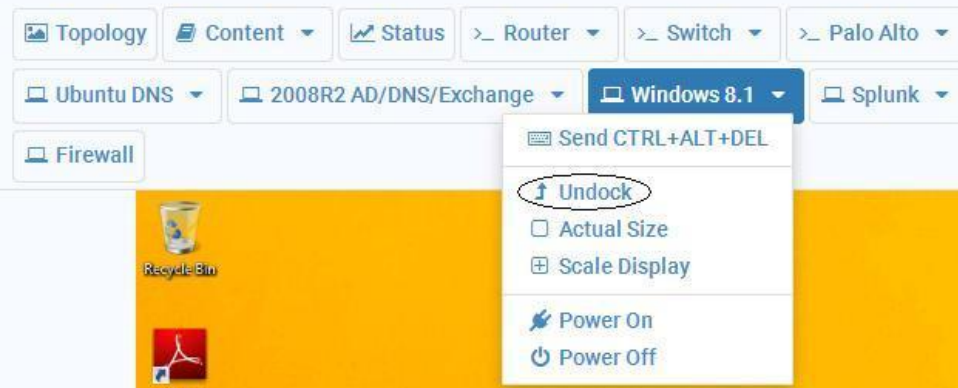 Topology Content Status >_ Router >_ Switch >_ Palo Alto
Ubuntu DNS 2008R2 AD/DNS/Exchange Windows 8.1 Splunk
Firewall
Send CTRL+ALT+DEL
Undock
Actual Size
Scale Display
Power On
Power Off
Recycle Bin